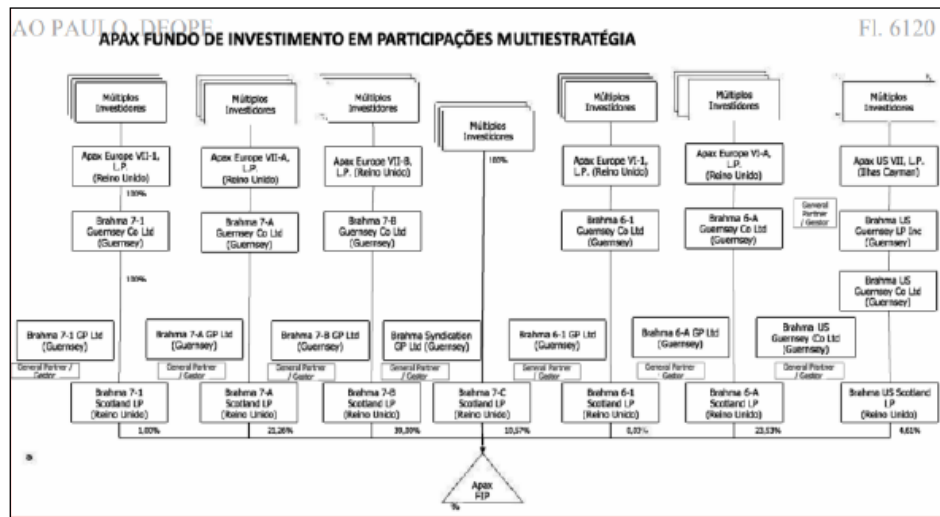 AO PAULO, DEOPE
Fl. 6120
APAX FUNDO DE INVESTIMENTO EM PARTICIPAÇÕES MULTIESTRATÉGIA
Múltiplos
Investidores
Múltiplos
Investidores
Múltiplos
Investidores
Múltiplos
Investidores
Múltiplos
Investidores
Múltiplos
Investidores
Múltiplos
Investidores
100%
Apax Europe VII-1,
L.P.
(Reino Unido)
Apax Europe VII-A,
L.P.
(Reino Unido)
Apax Europe VII-B,
L.P. (Reino Unido)
Apax Europe VI-1,
L.P. (Reino Unido)
Apax Europe VI-A,
L.P.
(Reino Unido)
Apax US VII, L.P.
(Ilhas Cayman)
100%
Brahma 7-1
Guernsey Co Ltd
(Guernsey)
Brahma 7-A
Guernsey Co Ltd
(Guernsey)
Brahma 7-B
Guernsey Co Ltd
(Guernsey)
Brahma 6-1
Guernsey Co Ltd
(Guernsey)
Brahma 6-A
Guernsey Co Ltd
(Guernsey)
General
Partner
/ Gestor
Brahma US
Guernsey LP Inc
(Guernsey)
100%
Brahma US
Guernsey Co Ltd
(Guernsey)
Brahma 7-1 GP Ltd
(Guernsey)
Brahma 7-A GP Ltd
(Guernsey)
Brahma 7-B GP Ltd
(Guernsey)
Brahma Syndication
GP Ltd (Guernsey)
Brahma 6-1 GP Ltd
(Guernsey)
Brahma 6-A GP Ltd
(Guernsey)
Brahma US
Guernsey Co Ltd
(Guernsey)
General Partner /
Gestor
General Partner
/ Gestor
General Partner
/ Gestor
General Partner
/ Gestor
General Partner
/ Gestor
General Partner
/ Gestor
General Partner
/ Gestor
Brahma 7-1
Scotland LP
(Reino Unido)
Brahma 7-A
Scotland LP
(Reino Unido)
Brahma 7-B
Scotland LP
(Reino Unido)
Brahma 7-C
Scotland LP
(Reino Unido)
Brahma 6-1
Scotland LP
(Reino Unido)
Brahma 6-A
Scotland LP
(Reino Unido)
Brahma US Scotland
LP
(Reino Unido)
10,57%
4,61%
Apax
FIP
%